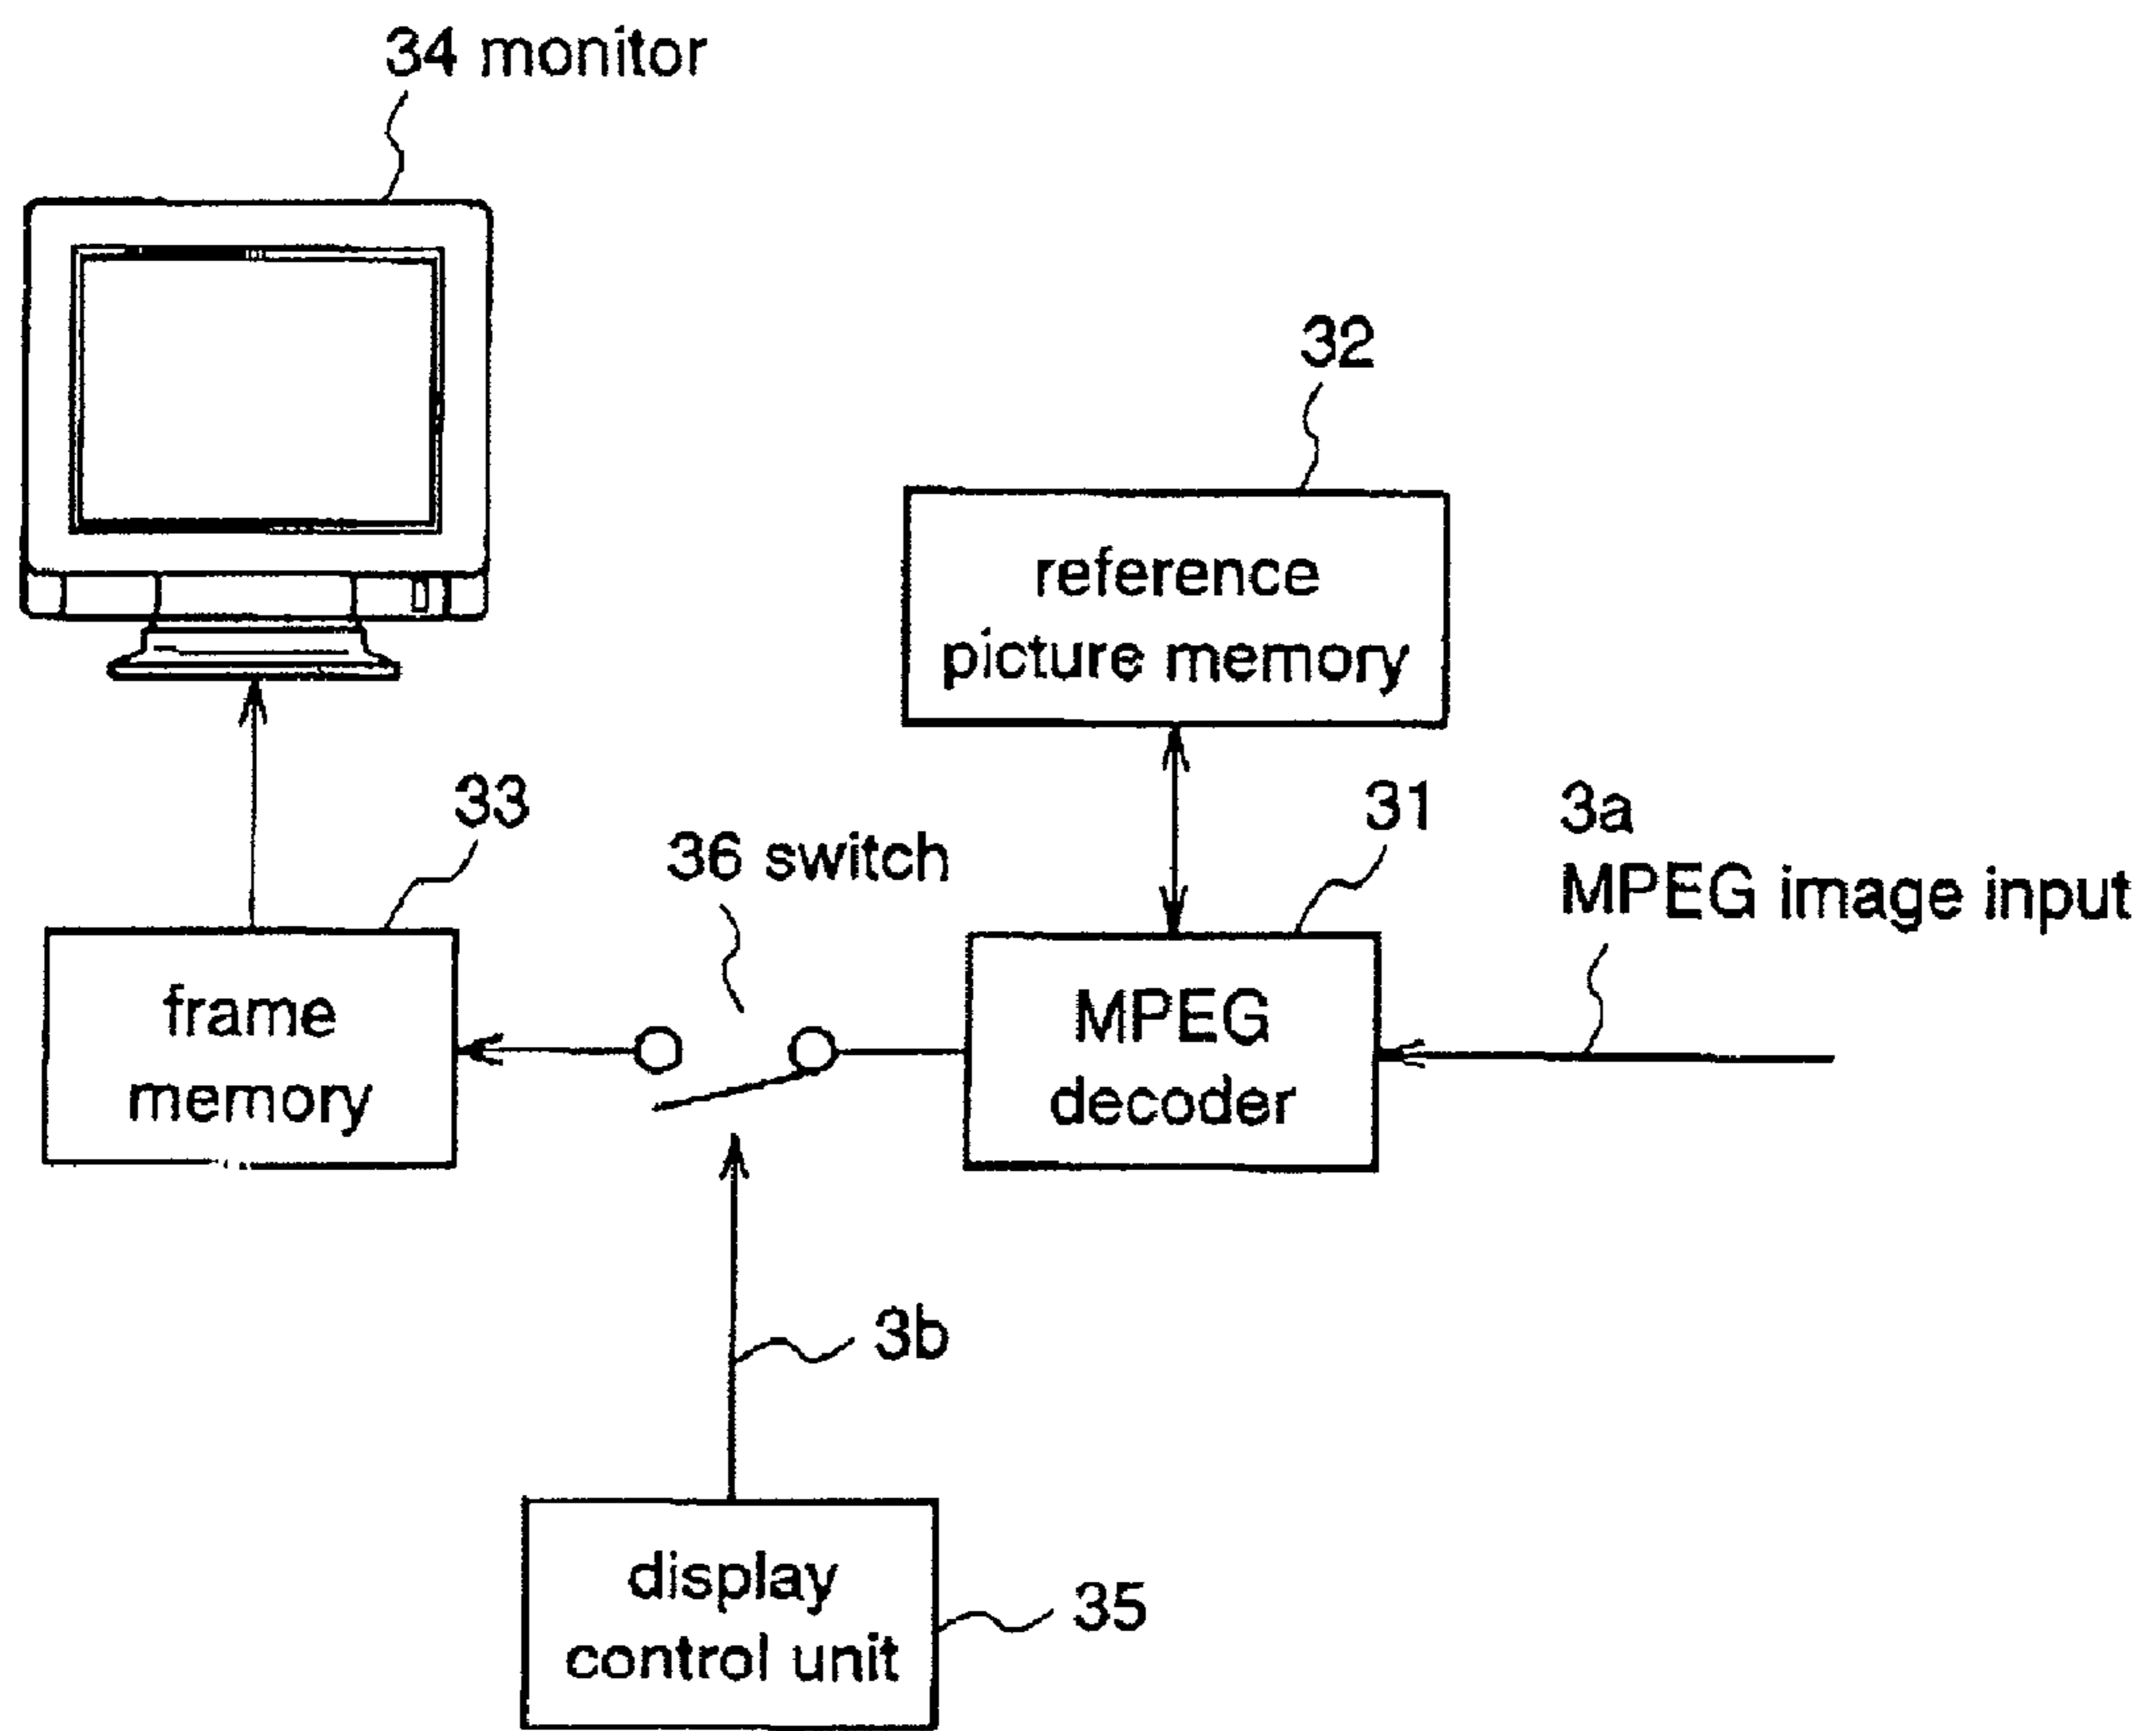 34 monitor
32
reference
picture memory
33
36 switch
31
3a
MPEG image input
frame
memory
MPEG
decoder
3b
display
control unit
35